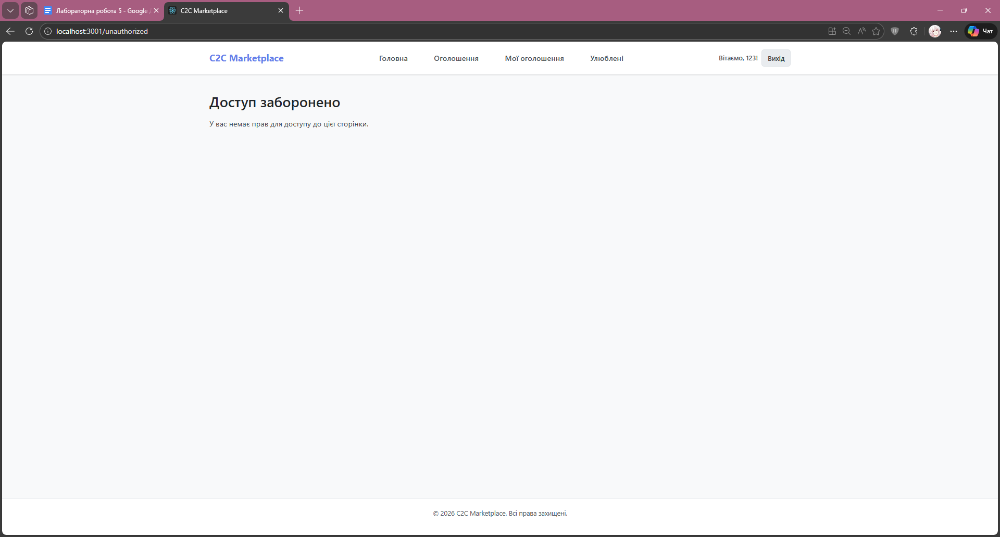 Лабораторна робота 5 - Google
C2C Marketplace
localhost:3001/unauthorized
Чат
C2C Marketplace
Головна
Оголошення
Мої оголошення
Улюблені
Вітаємо, 123!
Вихід
Доступ заборонено
У вас немає прав для доступу до цієї сторінки.
© 2026 C2C Marketplace. Всі права захищені.